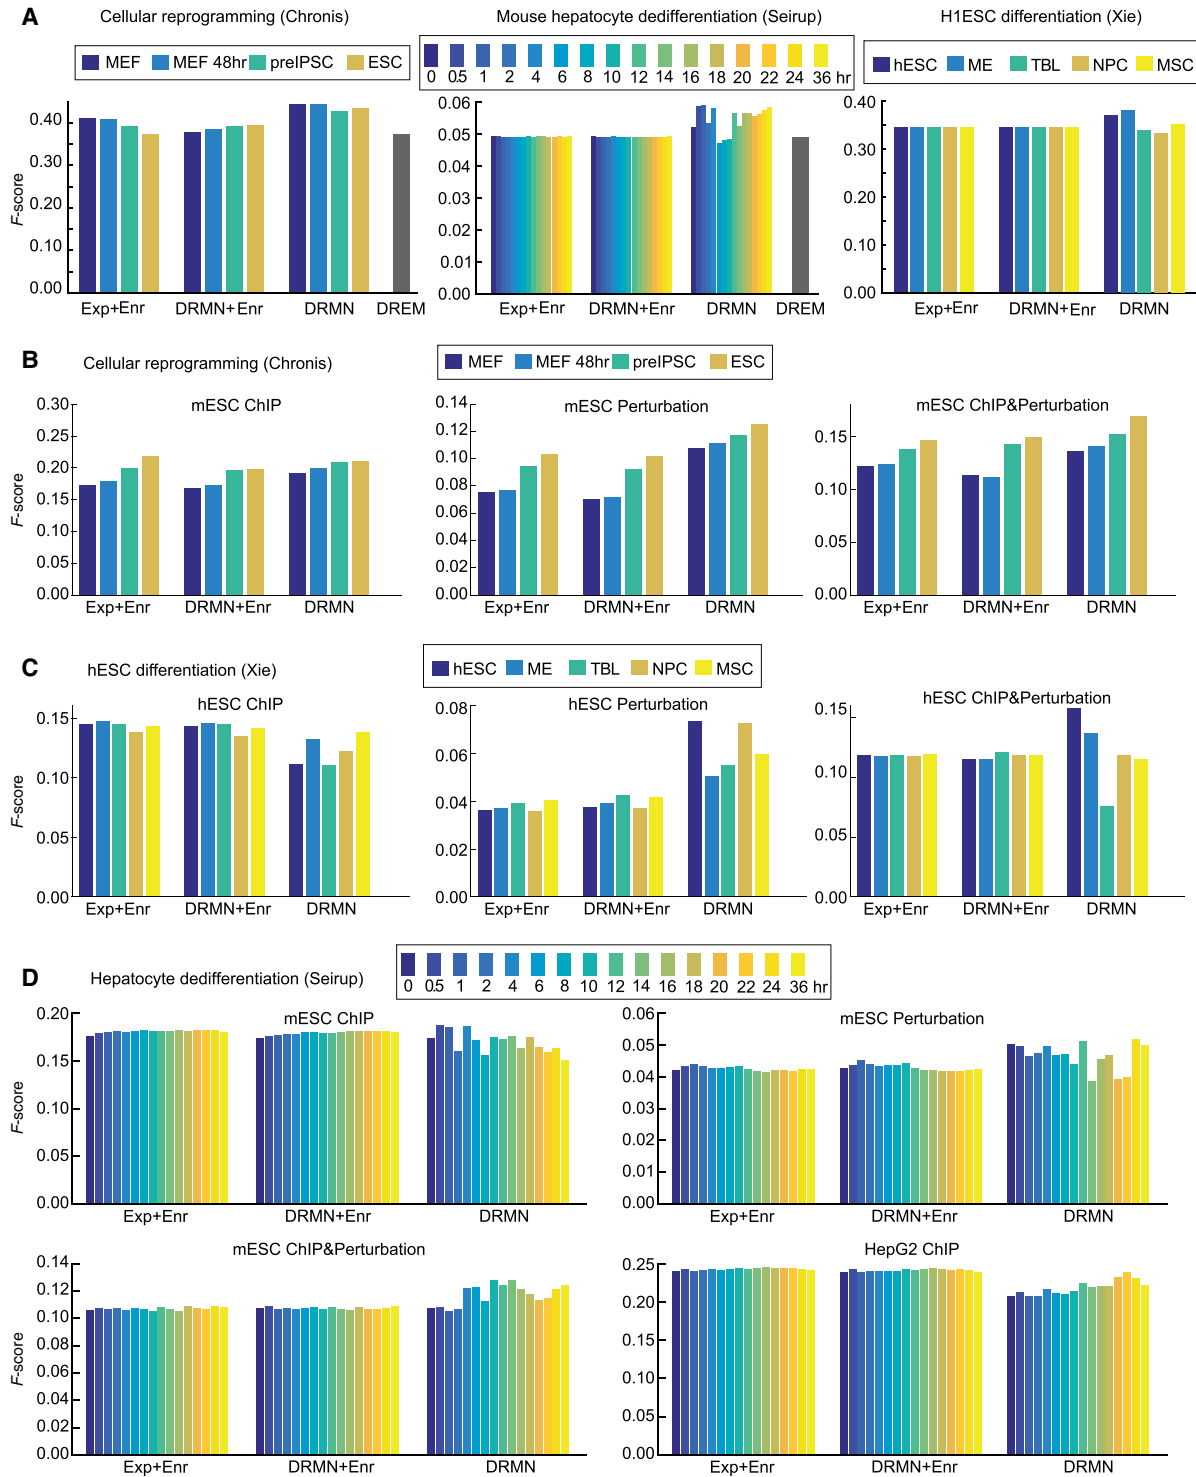 A
Cellular reprogramming (Chronis)
MEF MEF 48hr preIPSC ESC
F-score
0.40
0.30
0.20
0.10
0.00
Exp+Enr DRMN+Enr DRMN DREM
Mouse hepatocyte dedifferentiation (Seirup)
0 0.5 1 2 4 6 8 10 12 14 16 18 20 22 24 36 hr
0.06
0.05
0.04
0.03
0.02
0.01
0.00
Exp+Enr DRMN+Enr DRMN DREM
H1ESC differentiation (Xie)
hESC ME TBL NPC MSC
0.40
0.30
0.20
0.10
0.00
Exp+Enr DRMN+Enr DRMN
B
Cellular reprogramming (Chronis)
MEF MEF 48hr preIPSC ESC
mESC ChIP
F-score
0.30
0.25
0.20
0.15
0.10
0.05
0.00
Exp+Enr DRMN+Enr DRMN
mESC Perturbation
0.14
0.12
0.10
0.08
0.06
0.04
0.02
0.00
Exp+Enr DRMN+Enr DRMN
mESC ChIP&Perturbation
0.15
0.10
0.05
0.00
Exp+Enr DRMN+Enr DRMN
C
hESC differentiation (Xie)
hESC ME TBL NPC MSC
hESC ChIP
F-score
0.15
0.10
0.05
0.00
Exp+Enr DRMN+Enr DRMN
hESC Perturbation
0.08
0.06
0.04
0.02
0.00
Exp+Enr DRMN+Enr DRMN
hESC ChIP&Perturbation
0.15
0.10
0.05
0.00
Exp+Enr DRMN+Enr DRMN
D
Hepatocyte dedifferentiation (Seirup)
0 0.5 1 2 4 6 8 10 12 14 16 18 20 22 24 36 hr
mESC ChIP
F-score
0.20
0.15
0.10
0.05
0.00
Exp+Enr DRMN+Enr DRMN
mESC Perturbation
0.06
0.05
0.04
0.03
0.02
0.01
0.00
Exp+Enr DRMN+Enr DRMN
mESC ChIP&Perturbation
F-score
0.14
0.12
0.10
0.08
0.06
0.04
0.02
0.00
Exp+Enr DRMN+Enr DRMN
HepG2 ChIP
0.25
0.20
0.15
0.10
0.05
0.00
Exp+Enr DRMN+Enr DRMN